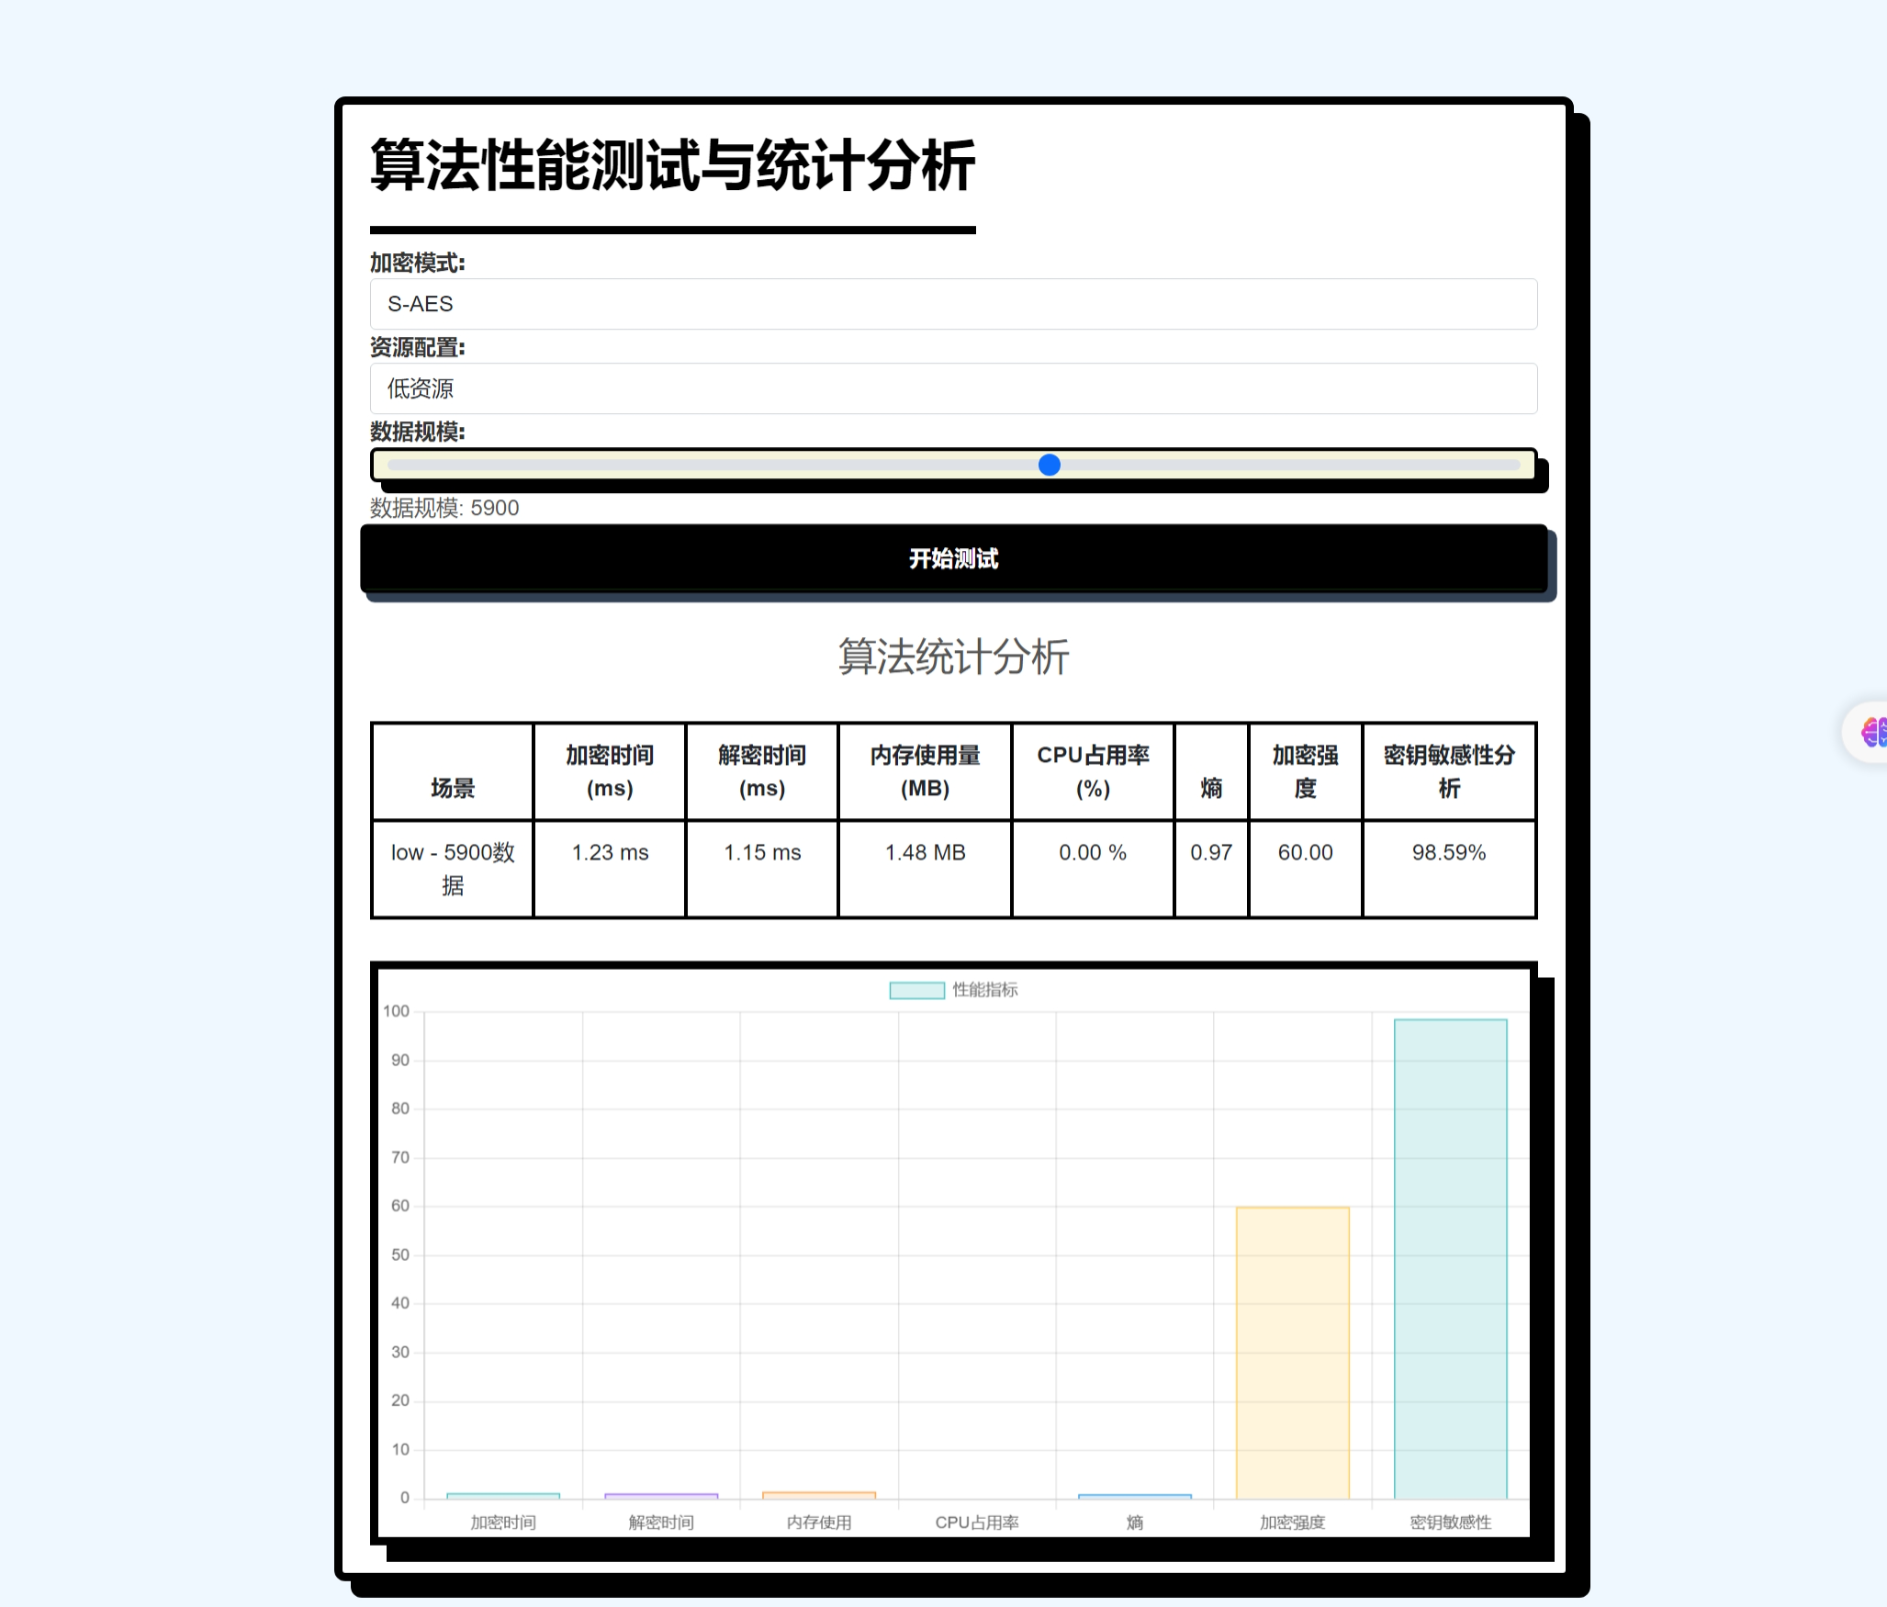 算法性能测试与统计分析
加密模式:
S-AES
资源配置:
低资源
数据规模:
数据规模: 5900
开始测试
算法统计分析
场景
加密时间
(ms)
解密时间
(ms)
内存使用量
(MB)
CPU占用率
(%)
熵
加密强
度
密钥敏感性分
析
low - 5900数
据
1.23 ms
1.15 ms
1.48 MB
0.00 %
0.97
60.00
98.59%
性能指标
100
90
80
70
60
50
40
30
20
10
0
加密时间
解密时间
内存使用
CPU占用率
熵
加密强度
密钥敏感性